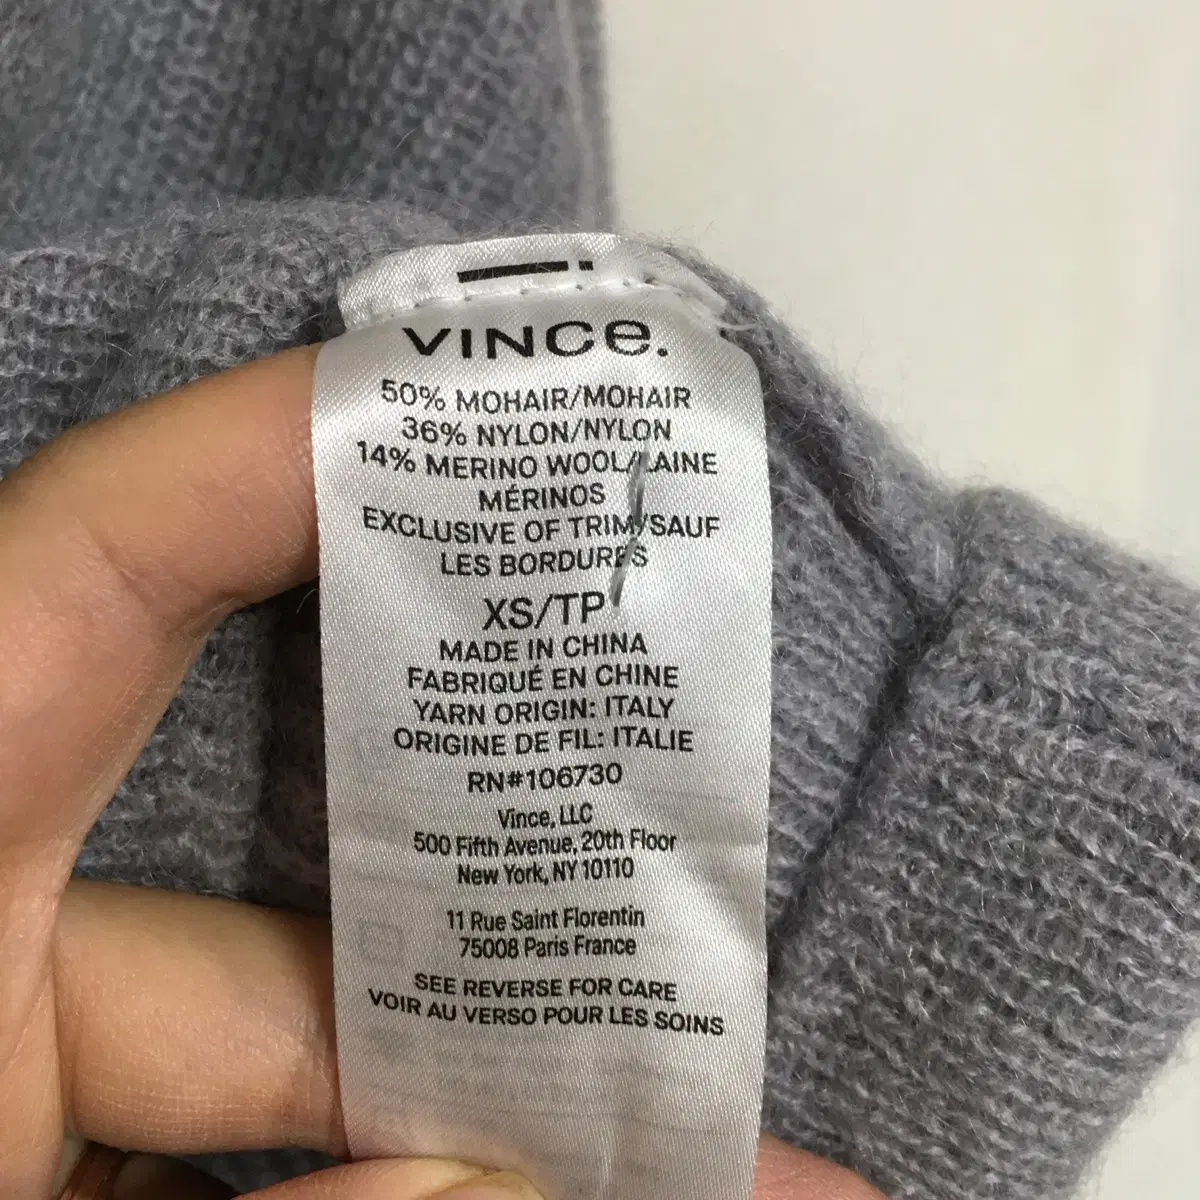 VINCe.
50% MOHAIR/MOHAIR
36% NYLON/NYLON
14% MERINO WOOL/LAINE
MÉRINOS
EXCLUSIVE OF TRIM/SAUF
LES BORDURES
XS/TP
MADE IN CHINA
FABRIQUÉ EN CHINE
YARN ORIGIN: ITALY
ORIGINE DE FIL: ITALIE
RN#106730
Vince, LLC
500 Fifth Avenue, 20th Floor
New York, NY 10110
11 Rue Saint Florentin
75008 Paris France
SEE REVERSE FOR CARE
VOIR AU VERSO POUR LES SOINS